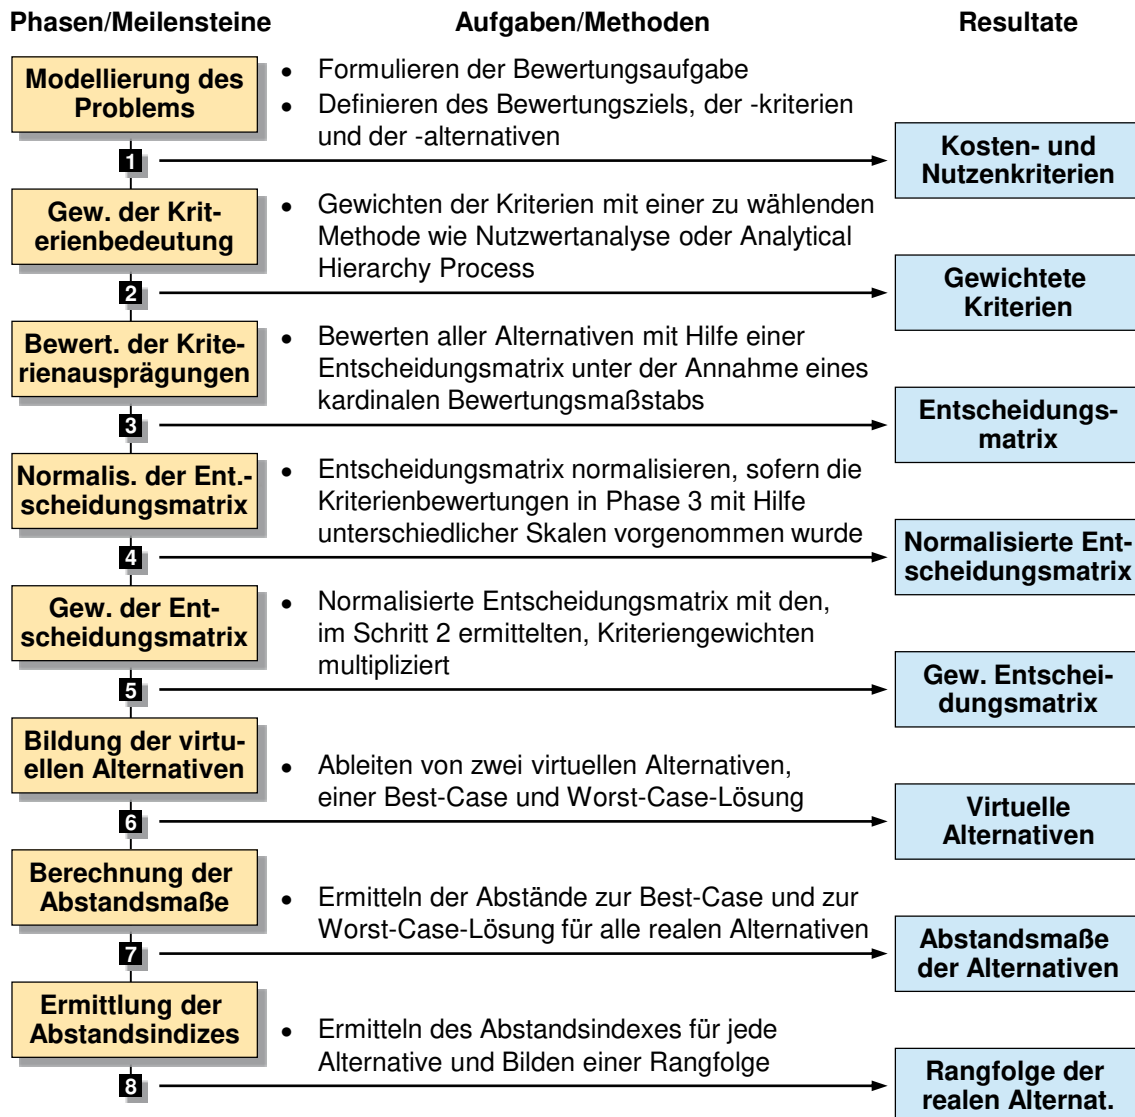 Phasen/Meilensteine Aufgaben/Methoden Resultate
Modellierung des
Problems
• Formulieren der Bewertungsaufgabe
• Definieren des Bewertungsziels, der -kriterien
und der -alternativen
1
Kosten- und
Nutzenkriterien
Gew. der Krit-
erienbedeutung
• Gewichten der Kriterien mit einer zu wählenden
Methode wie Nutzwertanalyse oder Analytical
Hierarchy Process
2
Gewichtete
Kriterien
Bewert. der Krite-
rienausprägungen
• Bewerten aller Alternativen mit Hilfe einer
Entscheidungsmatrix unter der Annahme eines
kardinalen Bewertungsmaßstabs
3
Entscheidungs-
matrix
Normalis. der Ent.-
scheidungsmatrix
• Entscheidungsmatrix normalisieren, sofern die
Kriterienbewertungen in Phase 3 mit Hilfe
unterschiedlicher Skalen vorgenommen wurde
4
Normalisierte Ent-
scheidungsmatrix
Gew. der Ent-
scheidungsmatrix
• Normalisierte Entscheidungsmatrix mit den,
im Schritt 2 ermittelten, Kriteriengewichten
multipliziert
5
Gew. Entschei-
dungsmatrix
Bildung der virtu-
ellen Alternativen
• Ableiten von zwei virtuellen Alternativen,
einer Best-Case und Worst-Case-Lösung
6
Virtuelle
Alternativen
Berechnung der
Abstandsmaße
• Ermitteln der Abstände zur Best-Case und zur
Worst-Case-Lösung für alle realen Alternativen
7
Abstandsmaße
der Alternativen
Ermittlung der
Abstandsindizes
• Ermitteln des Abstandsindexes für jede
Alternative und Bilden einer Rangfolge
8
Rangfolge der
realen Alternat.